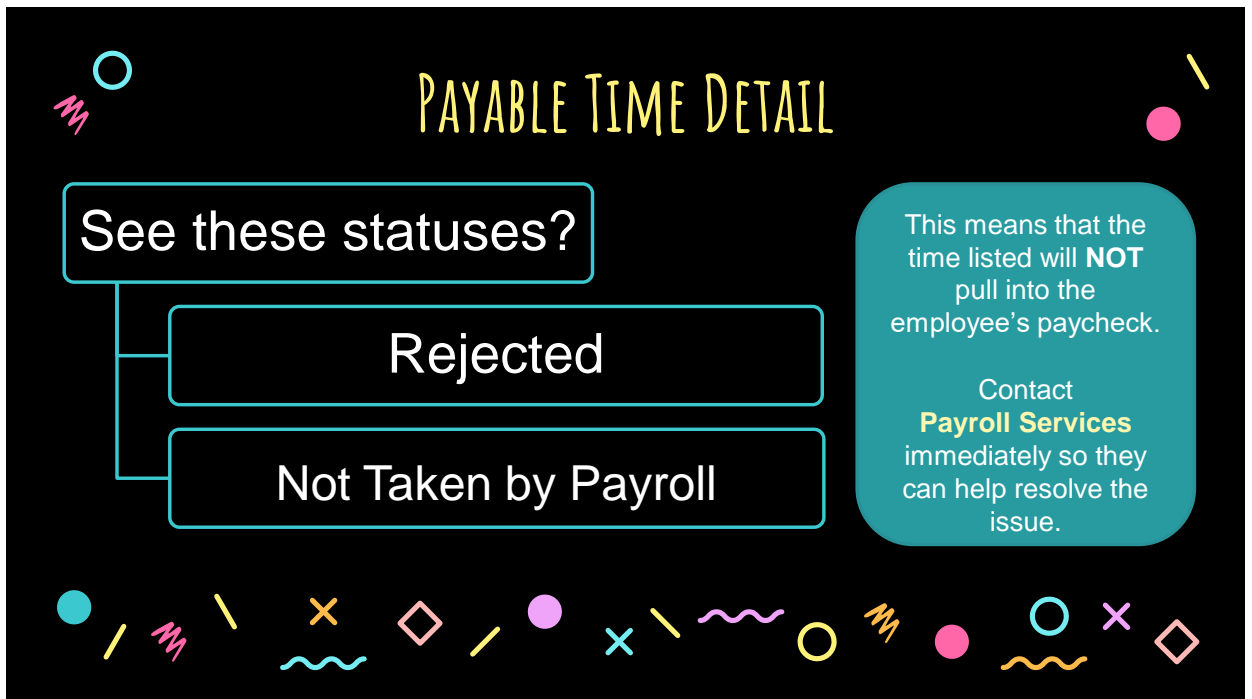 Payable Time Detail
See these statuses?
Rejected
Not Taken by Payroll
This means that the
time listed will NOT
pull into the
employee’s paycheck.
Contact
Payroll Services
immediately so they
can help resolve the
issue.